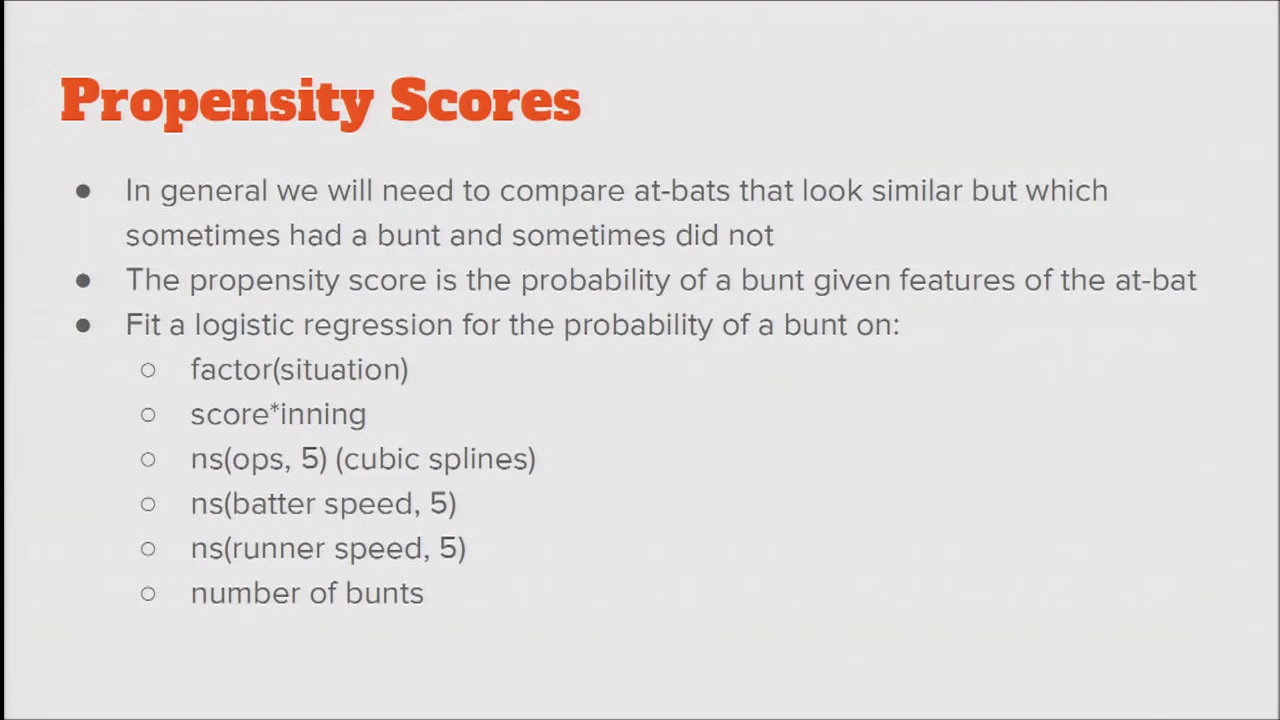 Propensity Scores
● In general we will need to compare at-bats that look similar but which
sometimes had a bunt and sometimes did not
● The propensity score is the probability of a bunt given features of the at-bat
● Fit a logistic regression for the probability of a bunt on:
○ factor(situation)
○ score*inning
○ ns(ops, 5) (cubic splines)
○ ns(batter speed, 5)
○ ns(runner speed, 5)
○ number of bunts